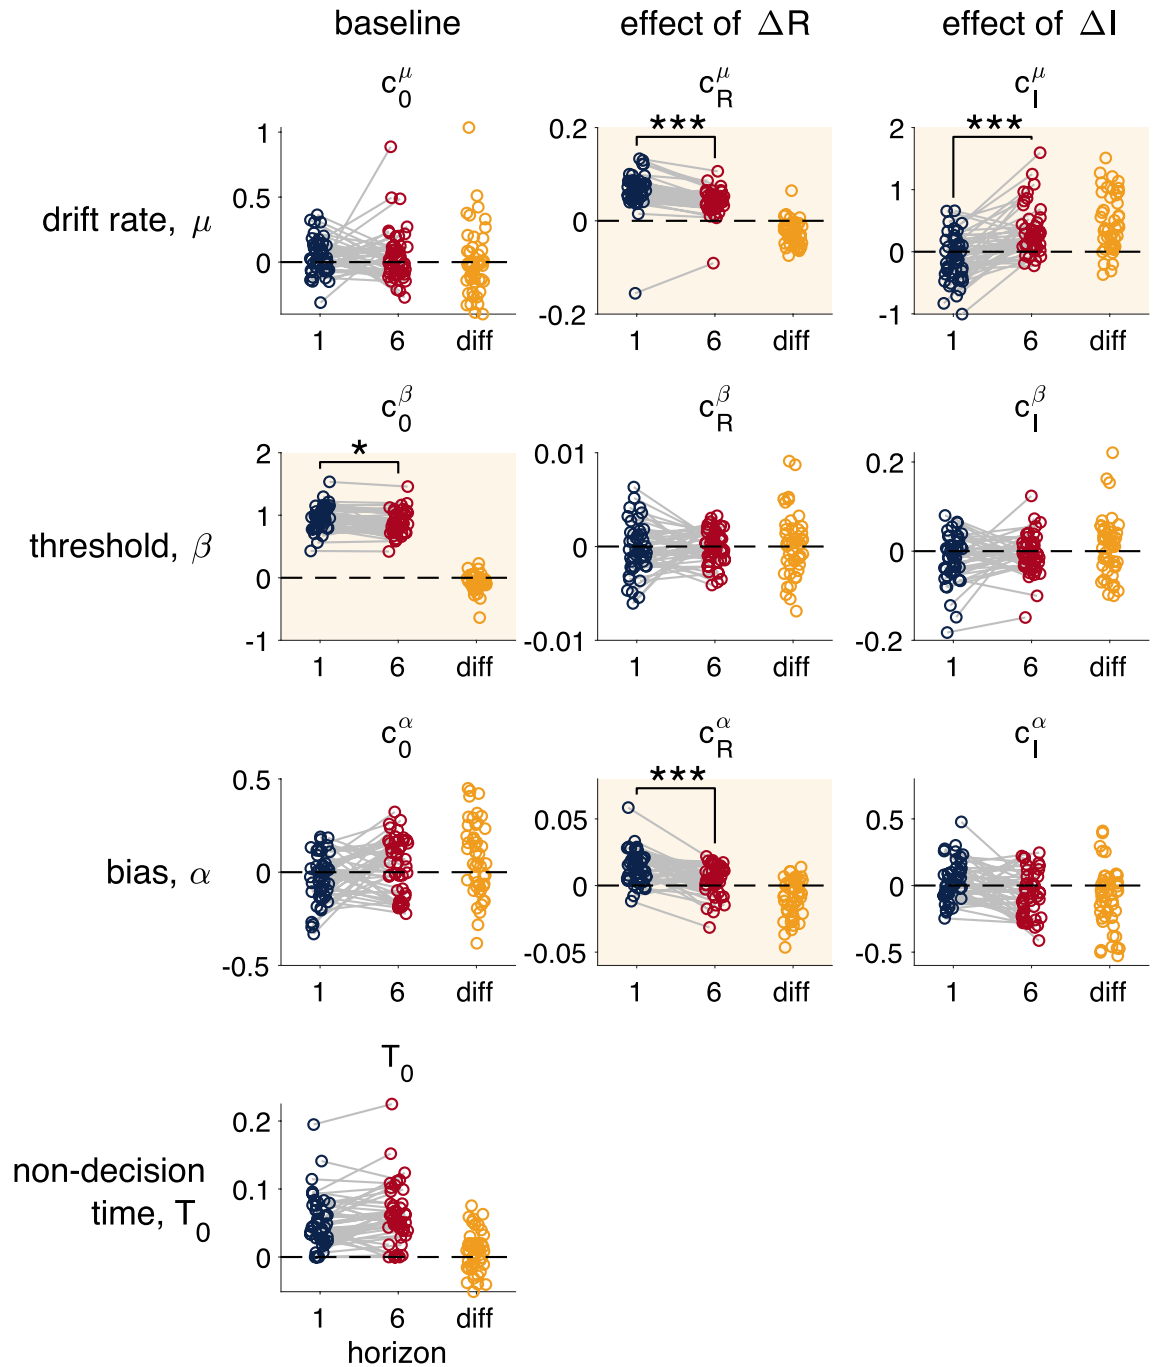 baseline effect of ΔR effect of ΔI
c_0^μ c_R^μ c_I^μ
drift rate, μ
1
0.5
0
1 6 diff
***
0.2
0
-0.2
1 6 diff
***
2
1
0
-1
1 6 diff
c_0^β c_R^β c_I^β
threshold, β
*
2
1
0
-1
1 6 diff
0.01
0
-0.01
1 6 diff
0.2
0
-0.2
1 6 diff
c_0^α c_R^α c_I^α
bias, α
0.5
0
-0.5
1 6 diff
***
0.05
0
-0.05
1 6 diff
0.5
0
-0.5
1 6 diff
T_0
non-decision
time, T_0
0.2
0.1
0
1 6 diff
horizon